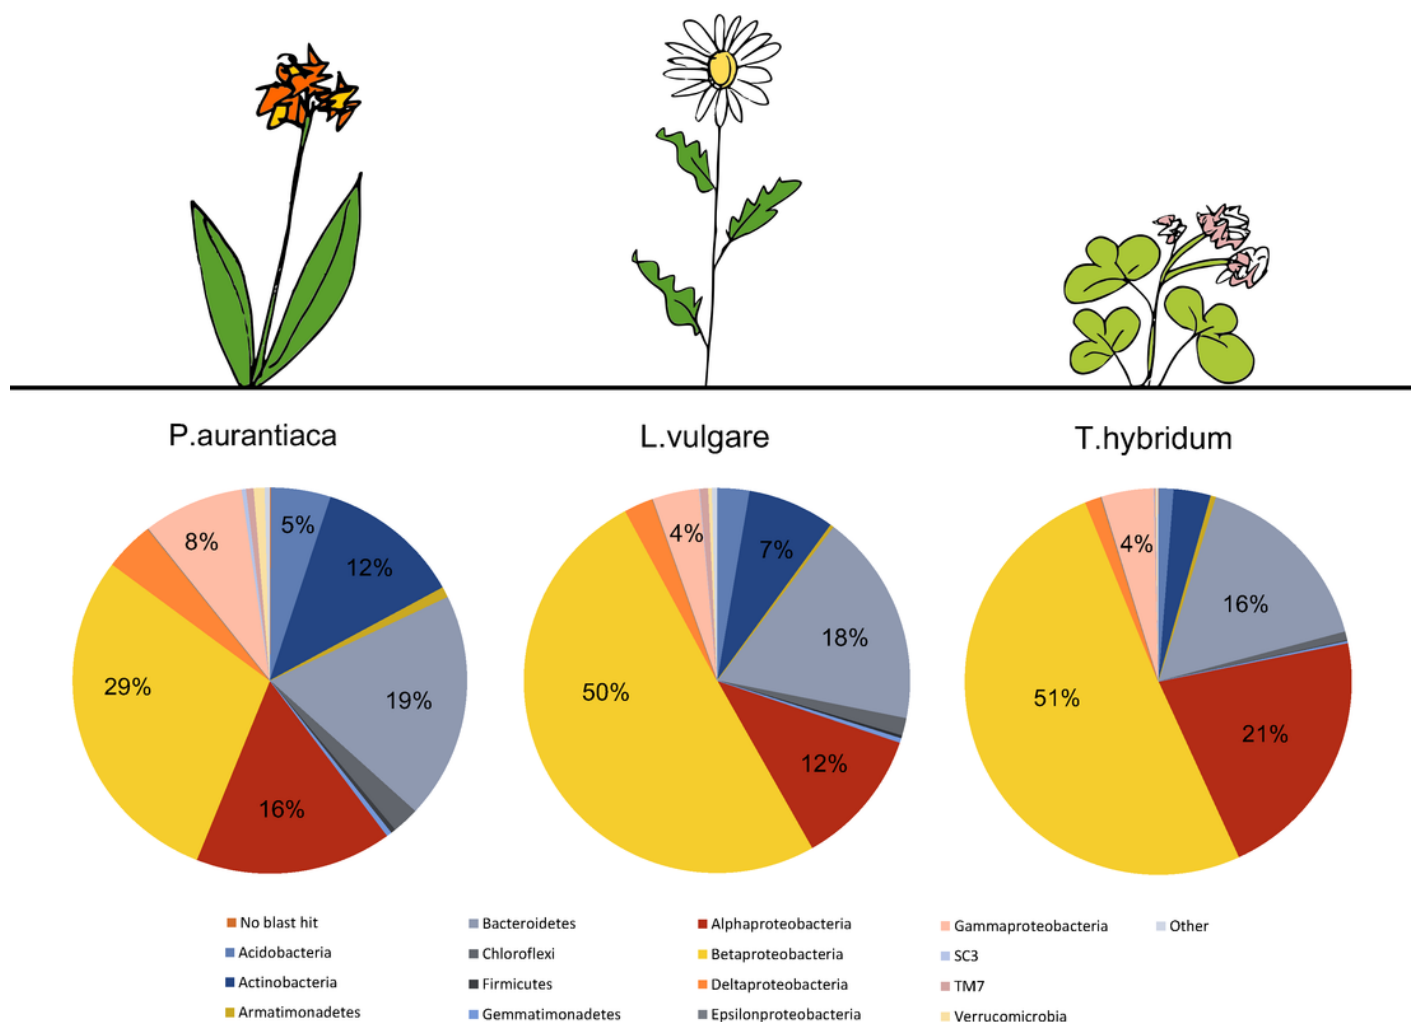 P.aurantiaca
L.vulgare
T.hybridum
5%
12%
19%
16%
29%
8%
7%
18%
12%
50%
4%
16%
21%
51%
4%
No blast hit
Acidobacteria
Actinobacteria
Armatimonadetes
Bacteroidetes
Chloroflexi
Firmicutes
Gemmatimonadetes
Alphaproteobacteria
Betaproteobacteria
Deltaproteobacteria
Epsilonproteobacteria
Gammaproteobacteria
SC3
TM7
Verrucomicrobia
Other